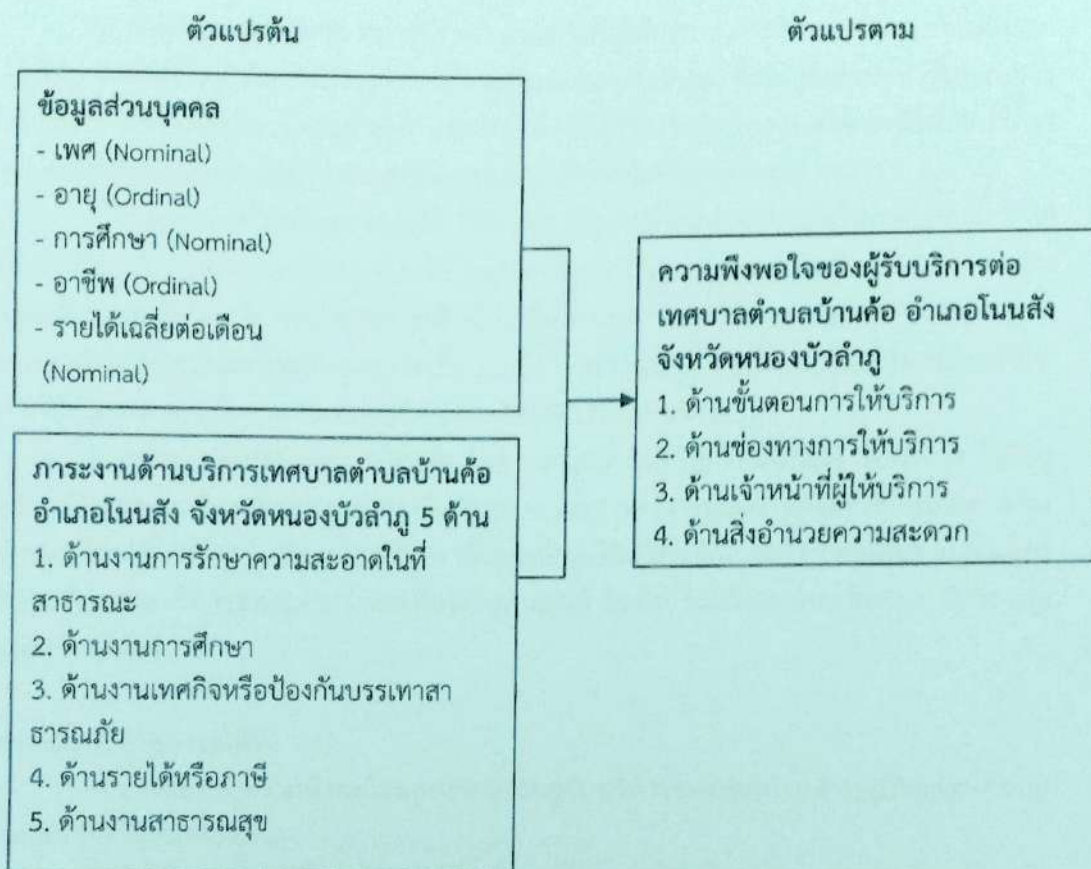 ตัวแปรต้น
ตัวแปรตาม
ข้อมูลส่วนบุคคล
- เพศ (Nominal)
- อายุ (Ordinal)
- การศึกษา (Nominal)
- อาชีพ (Ordinal)
- รายได้เฉลี่ยต่อเดือน
(Nominal)
ภาระงานด้านบริการเทศบาลตำบลบ้านค้อ
อำเภอโนนสัง จังหวัดหนองบัวลำภู 5 ด้าน
1. ด้านงานการรักษาความสะอาดในที่
สาธารณะ
2. ด้านงานการศึกษา
3. ด้านงานเทศกิจหรือป้องกันบรรเทาสา
ธารณภัย
4. ด้านรายได้หรือภาษี
5. ด้านงานสาธารณสุข
ความพึงพอใจของผู้รับบริการต่อ
เทศบาลตำบลบ้านค้อ อำเภอโนนสัง
จังหวัดหนองบัวลำภู
1. ด้านขั้นตอนการให้บริการ
2. ด้านช่องทางการให้บริการ
3. ด้านเจ้าหน้าที่ผู้ให้บริการ
4. ด้านสิ่งอำนวยความสะดวก